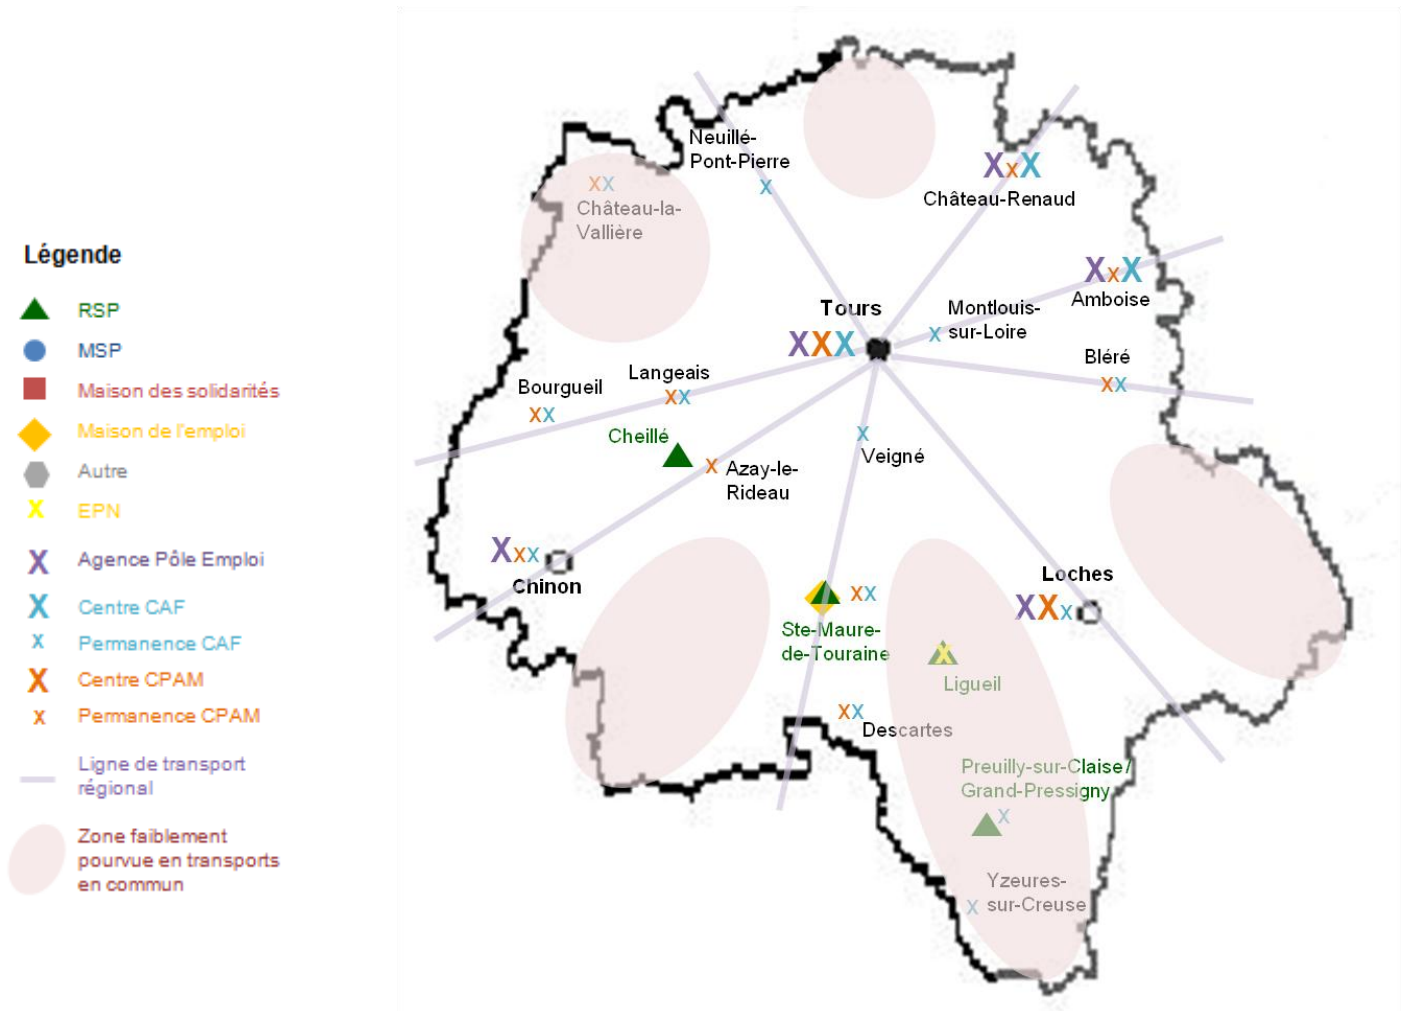 Légende
RSP
MSP
Maison des solidarités
Maison de l'emploi
Autre
EPN
Agence Pôle Emploi
Centre CAF
Permanence CAF
Centre CPAM
Permanence CPAM
Ligne de transport
régional
Zone faiblement
pourvue en transports
en commun
Neuillé-
Pont-Pierre
Château-Renaud
Château-la-
Vallière
Amboise
Tours
Montlouis-
sur-Loire
Bléré
Langeais
Bourgueil
Cheillé
Azay-le-
Rideau
Veigné
Chinon
Loches
Ste-Maure-
de-Touraine
Ligueil
Descartes
Preuilly-sur-Claise/
Grand-Pressigny
Yzeures-
sur-Creuse